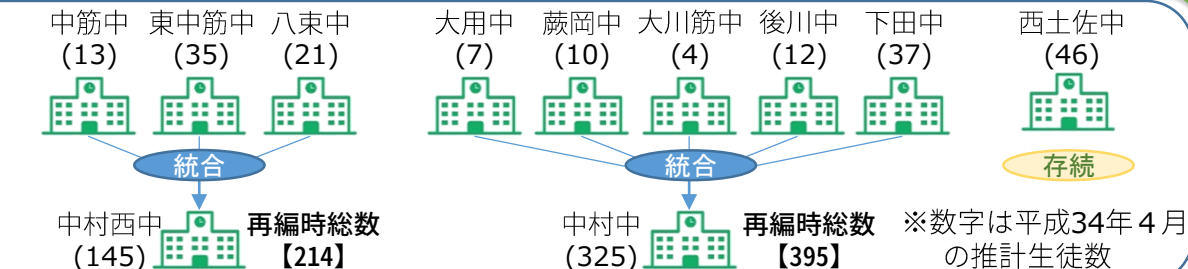 中筋中 東中筋中 八束中 大用中 蕨岡中 大川筋中 後川中 下田中 西土佐中
(13) (35) (21) (7) (10) (4) (12) (37) (46)
統合 統合 存続
中村西中 再編時総数 中村中 再編時総数 ※数字は平成34年４月
(145) 【214】 (325) 【395】 の推計生徒数